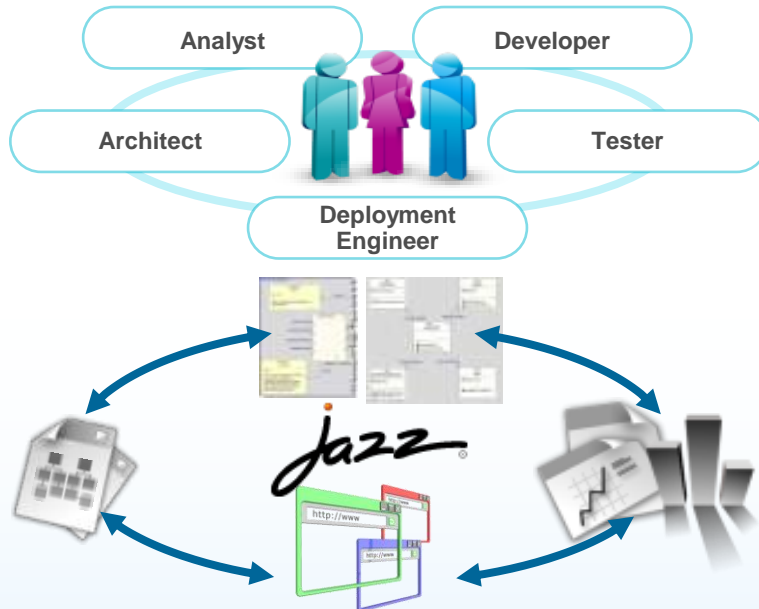 Analyst
Developer
Architect
Tester
Deployment
Engineer
jazz
http://www
http://www